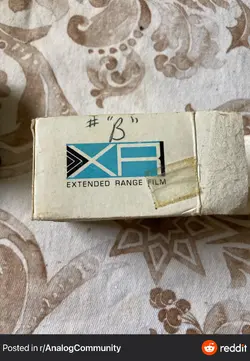 # "B"
XR
EXTENDED RANGE FILM
Posted in r/AnalogCommunity
reddit